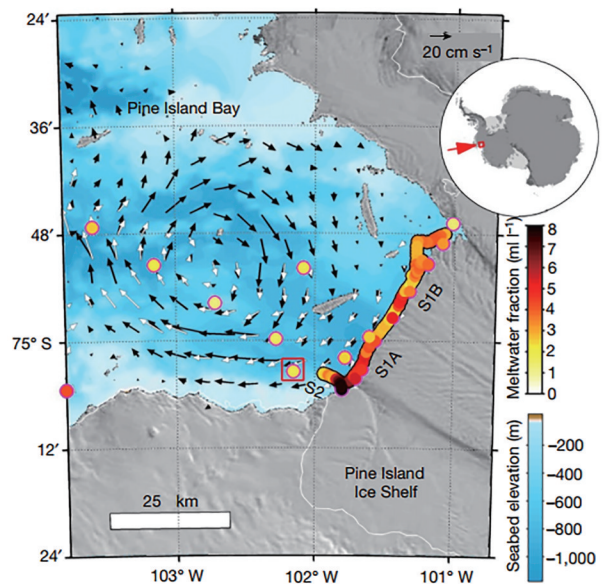 24′
20 cm s⁻¹
Pine Island Bay
36′
48′
75° S
12′
24′
S1B
S1A
S2
Pine Island
Ice Shelf
25 km
103° W
102° W
101° W
Meltwater fraction (ml l⁻¹)
8
7
6
5
4
3
2
1
0
Seabed elevation (m)
−200
−400
−600
−800
−1,000